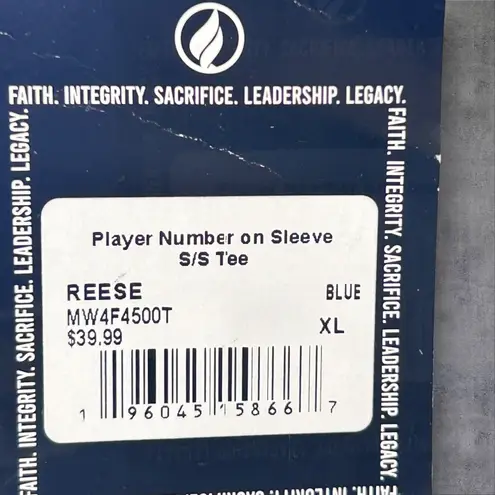 FAITH. INTEGRITY. SACRIFICE. LEADERSHIP. LEGACY.
FAITH. INTEGRITY. SACRIFICE. LEADERSHIP. LEGACY.
FAITH. INTEGRITY. SACRIFICE. LEADERSHIP. LEGACY.
Player Number on Sleeve
S/S Tee
REESE BLUE
MW4F4500T XL
$39.99
1 96045 15866 7